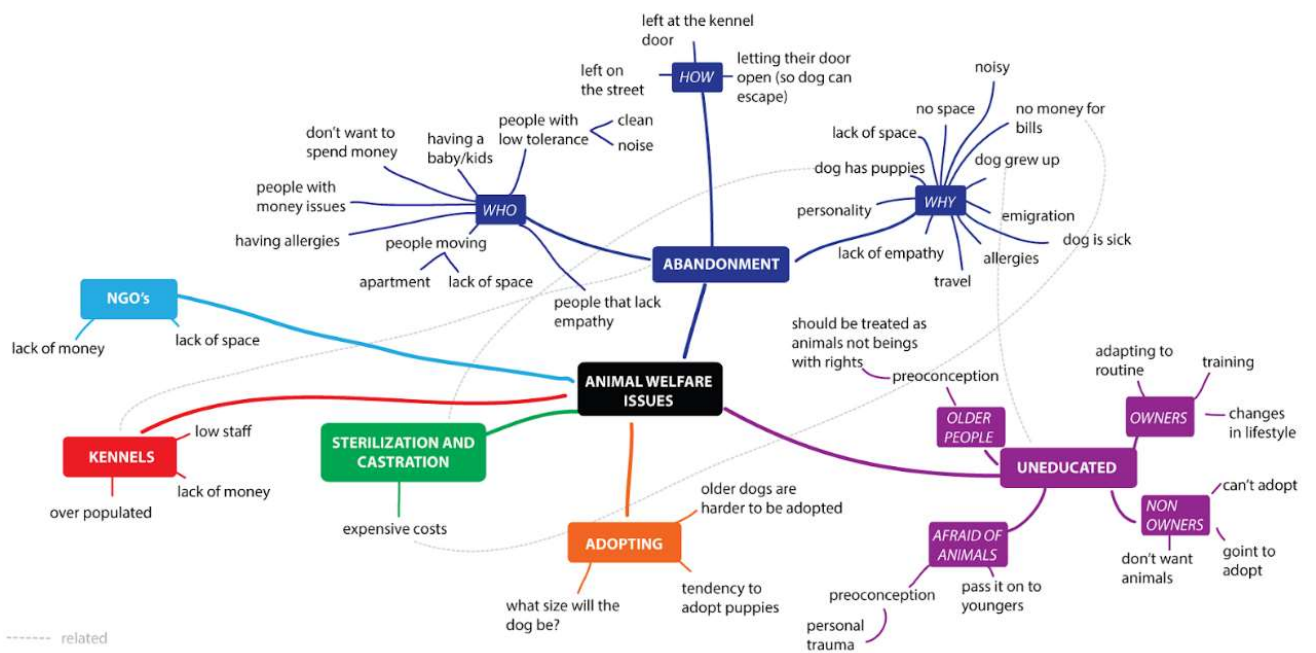 left at the kennel
door
HOW
left on
the street
letting their door
open (so dog can
escape)
noisy
no space
no money for
bills
lack of space
dog has puppies
dog grew up
WHY
personality
emigration
dog is sick
lack of empathy
allergies
travel
don't want to
spend money
having a
baby/kids
people with
low tolerance
clean
noise
people with
money issues
WHO
having allergies
people moving
apartment
lack of space
people that lack
empathy
ABANDONMENT
NGO's
lack of money
lack of space
ANIMAL WELFARE
ISSUES
should be treated as
animals not beings
with rights
preoconception
OLDER
PEOPLE
adapting to
routine
training
OWNERS
changes
in lifestyle
UNEDUCATED
KENNELS
low staff
lack of money
over populated
STERILIZATION AND
CASTRATION
expensive costs
ADOPTING
older dogs are
harder to be adopted
what size will the
dog be?
tendency to
adopt puppies
AFRAID OF
ANIMALS
preoconception
personal
trauma
pass it on to
youngers
NON
OWNERS
can't adopt
don't want
animals
goint to
adopt
related